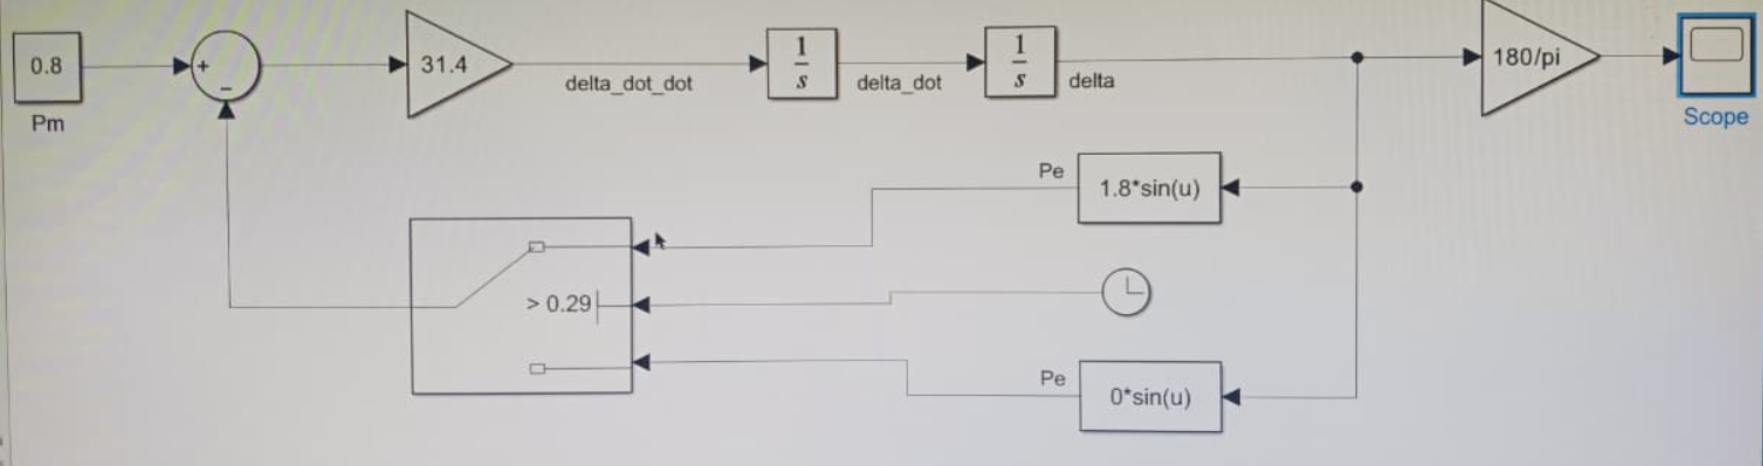 0.8
Pm
+
−
31.4
delta_dot_dot
1
s
delta_dot
1
s
delta
180/pi
Scope
Pe
1.8*sin(u)
> 0.29
Pe
0*sin(u)